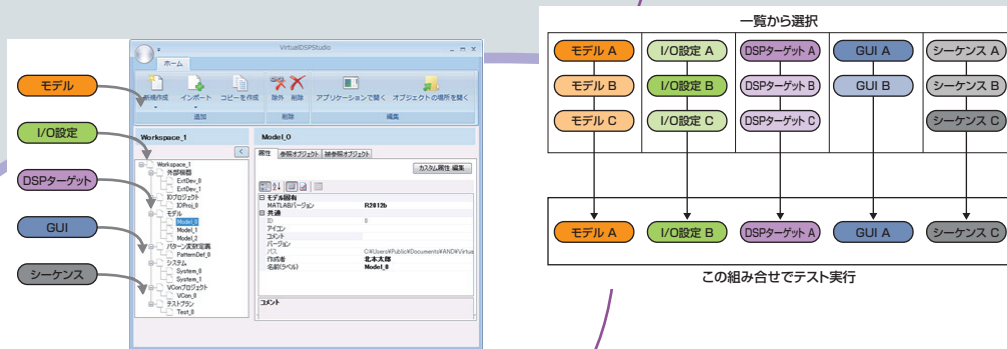 モデル
I/O設定
DSPターゲット
GUI
シーケンス
VirtualDSPStudio
ホーム
新規作成
インポート
コピーを作成
除外
削除
アプリケーションで開く
オブジェクトの場所を開く
追加
削除
編集
Workspace_1
Model_0
Workspace_1
外部機器
ExtDev_0
ExtDev_1
IOプロジェクト
IOProj_0
モデル
Model_0
Model_1
Model_2
パターン変数定義
PatternDef_0
システム
System_0
System_1
VConプロジェクト
VCon_0
テストプラン
Test_0
属性
参照オブジェクト
被参照オブジェクト
カスタム属性 編集
モデル固有
MATLABバージョン R2012b
共通
ID 0
アイコン
コメント
バージョン
パス C:¥Users¥Public¥Documents¥AND¥Virtua
作成者 北本太郎
名前(ラベル) Model_0
コメント
一覧から選択
モデル A I/O設定 A DSPターゲット A GUI A シーケンス A
モデル B I/O設定 B DSPターゲット B GUI B シーケンス B
モデル C I/O設定 C DSPターゲット C シーケンス C
モデル A I/O設定 B DSPターゲット A GUI A シーケンス C
この組み合せでテスト実行